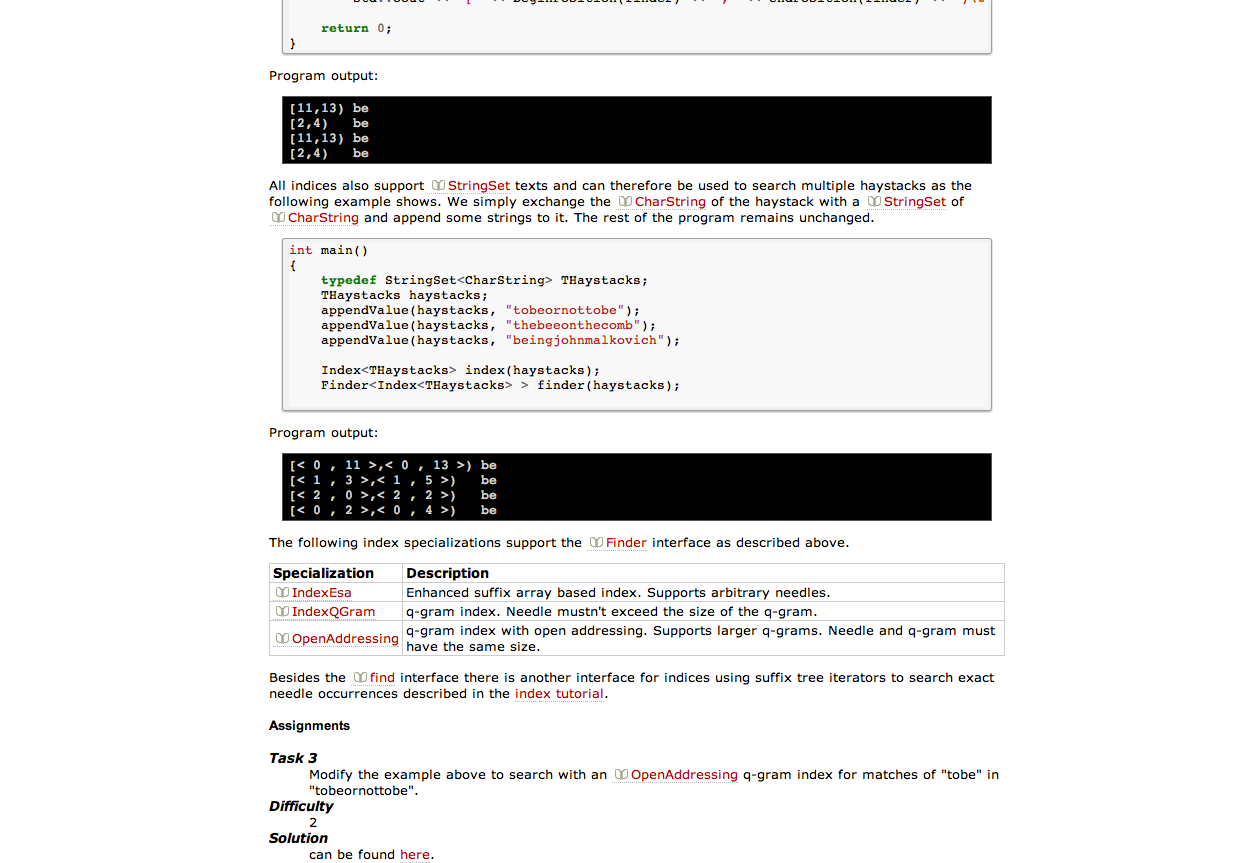 return 0;
}
Program output:
[11,13) be
[2,4)   be
[11,13) be
[2,4)   be
All indices also support StringSet texts and can therefore be used to search multiple haystacks as the
following example shows. We simply exchange the CharString of the haystack with a StringSet of
CharString and append some strings to it. The rest of the program remains unchanged.
int main()
{
    typedef StringSet<CharString> THaystacks;
    THaystacks haystacks;
    appendValue(haystacks, "tobeornottobe");
    appendValue(haystacks, "thebeeonthecomb");
    appendValue(haystacks, "beingjohnmalkovich");
    Index<THaystacks> index(haystacks);
    Finder<Index<THaystacks> > finder(haystacks);
Program output:
[< 0 , 11 >,< 0 , 13 >) be
[< 1 , 3 >,< 1 , 5 >)   be
[< 2 , 0 >,< 2 , 2 >)   be
[< 0 , 2 >,< 0 , 4 >)   be
The following index specializations support the Finder interface as described above.
Specialization Description
IndexEsa Enhanced suffix array based index. Supports arbitrary needles.
IndexQGram q-gram index. Needle mustn't exceed the size of the q-gram.
OpenAddressing q-gram index with open addressing. Supports larger q-grams. Needle and q-gram must
have the same size.
Besides the find interface there is another interface for indices using suffix tree iterators to search exact
needle occurrences described in the index tutorial.
Assignments
Task 3
Modify the example above to search with an OpenAddressing q-gram index for matches of "tobe" in
"tobeornottobe".
Difficulty
2
Solution
can be found here.